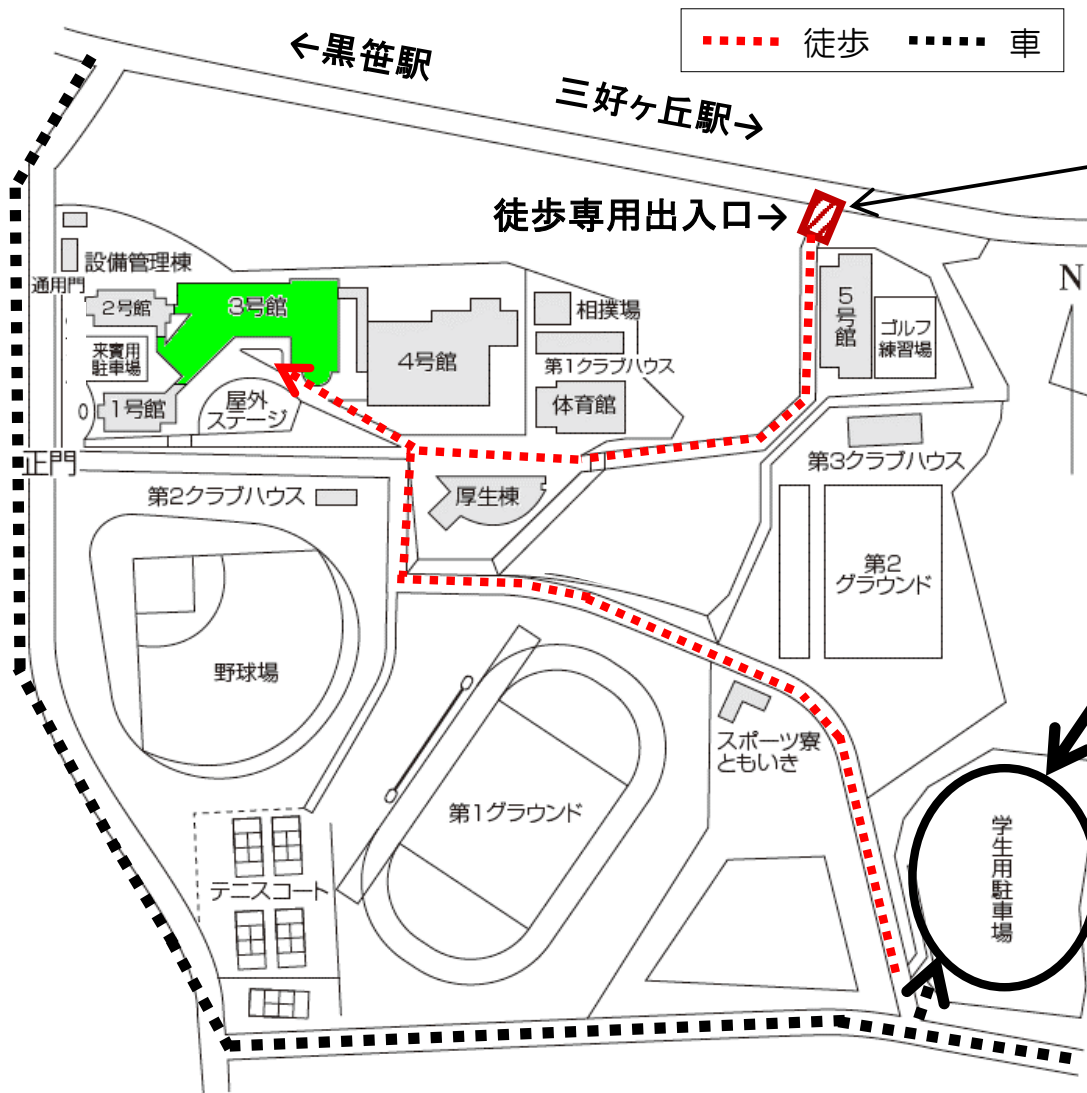 徒歩 車
←黒笹駅
三好ヶ丘駅→
徒歩専用出入口→
N
設備管理棟
通用門
2号館
3号館
来賓用
駐車場
1号館
屋外
ステージ
4号館
相撲場
第1クラブハウス
体育館
5号館
ゴルフ
練習場
正門
第2クラブハウス
厚生棟
第3クラブハウス
第2
グラウンド
野球場
スポーツ寮
ともいき
第1グラウンド
テニスコート
学生用駐車場